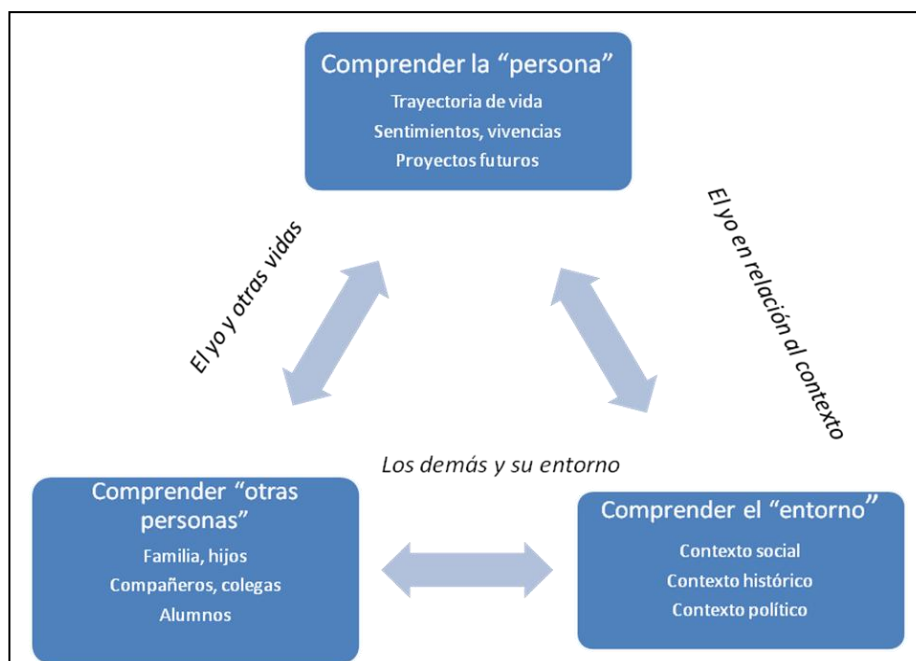 Comprender la “persona”
Trayectoria de vida
Sentimientos, vivencias
Proyectos futuros
El yo y otras vidas
El yo en relación al contexto
Los demás y su entorno
Comprender “otras
personas”
Familia, hijos
Compañeros, colegas
Alumnos
Comprender el “entorno”
Contexto social
Contexto histórico
Contexto político